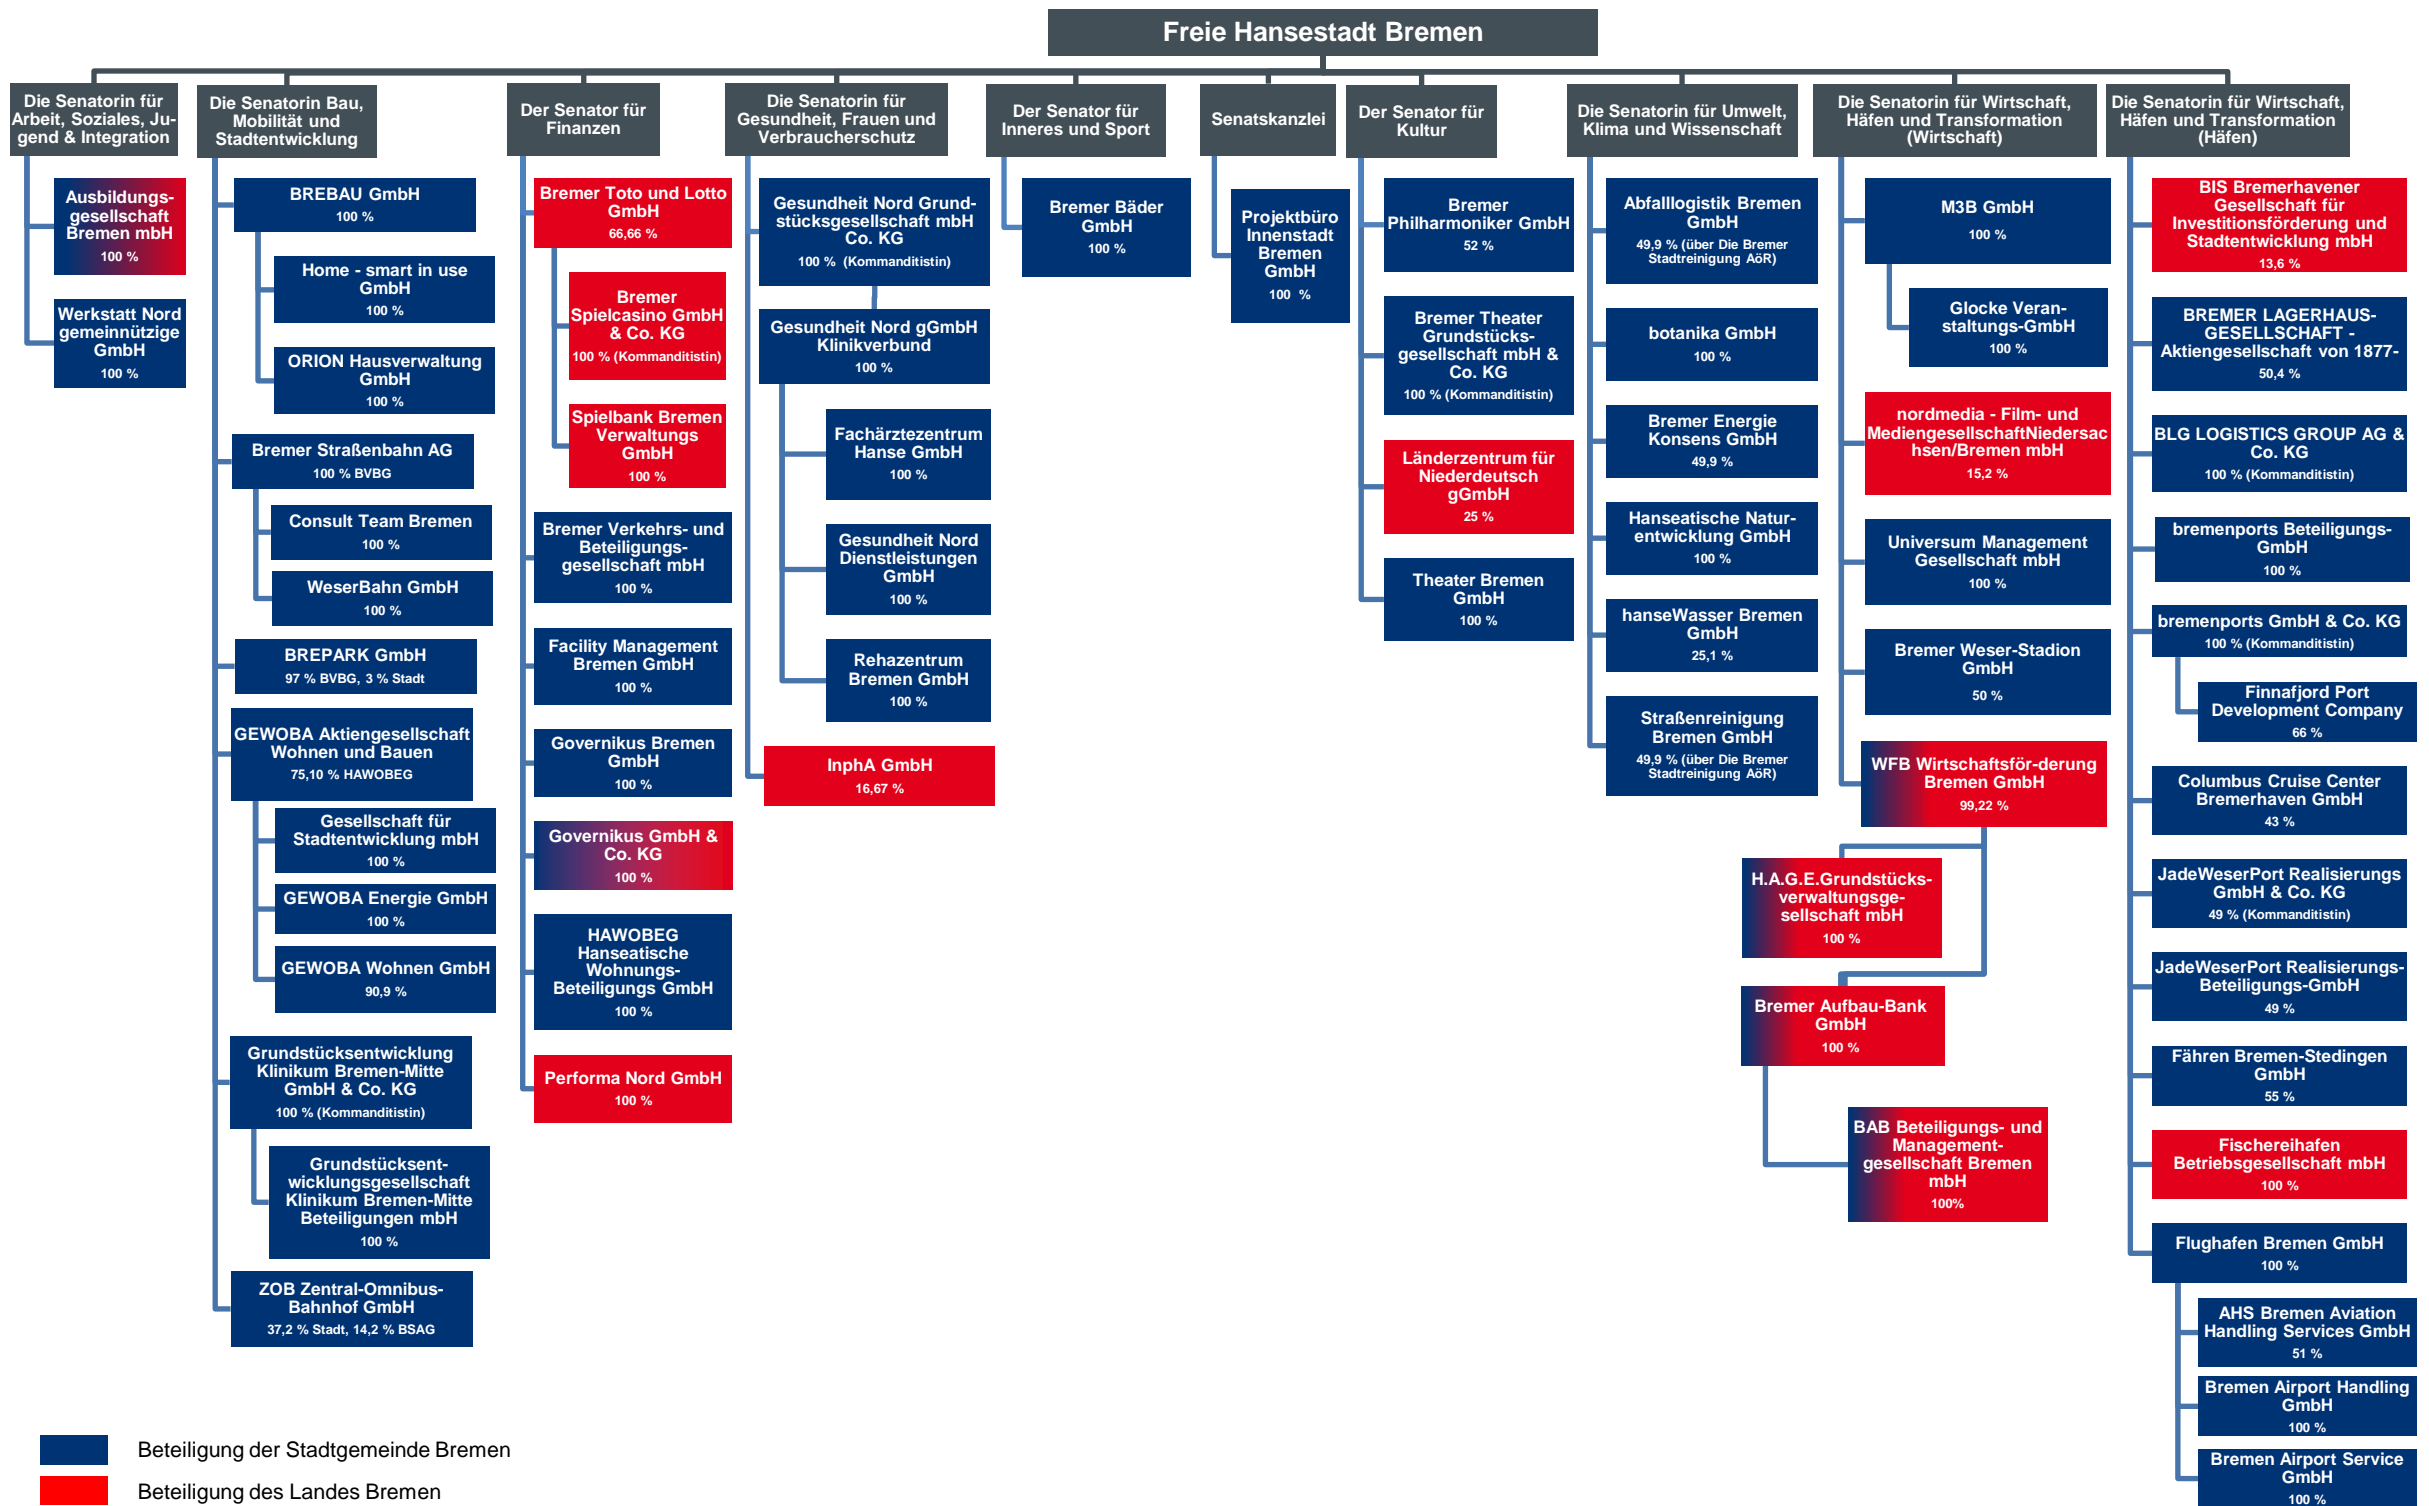 Freie Hansestadt Bremen
Die Senatorin für
Arbeit, Soziales, Ju-
gend & Integration
Ausbildungs-
gesellschaft
Bremen mbH
100 %
Werkstatt Nord
gemeinnützige
GmbH
100 %
Die Senatorin Bau,
Mobilität und
Stadtentwicklung
BREBAU GmbH
100 %
Home - smart in use
GmbH
100 %
ORION Hausverwaltung
GmbH
100 %
Bremer Straßenbahn AG
100 % BVBG
Consult Team Bremen
100 %
WeserBahn GmbH
100 %
BREPARK GmbH
97 % BVBG, 3 % Stadt
GEWOBA Aktiengesellschaft
Wohnen und Bauen
75,10 % HAWOBEG
Gesellschaft für
Stadtentwicklung mbH
100 %
GEWOBA Energie GmbH
100 %
GEWOBA Wohnen GmbH
90,9 %
Grundstücksentwicklung
Klinikum Bremen-Mitte
GmbH & Co. KG
100 % (Kommanditistin)
Grundstücksent-
wicklungsgesellschaft
Klinikum Bremen-Mitte
Beteiligungen mbH
100 %
ZOB Zentral-Omnibus-
Bahnhof GmbH
37,2 % Stadt, 14,2 % BSAG
Der Senator für
Finanzen
Bremer Toto und Lotto
GmbH
66,66 %
Bremer
Spielcasino GmbH
& Co. KG
100 % (Kommanditistin)
Spielbank Bremen
Verwaltungs
GmbH
100 %
Bremer Verkehrs- und
Beteiligungs-
gesellschaft mbH
100 %
Facility Management
Bremen GmbH
100 %
Governikus Bremen
GmbH
100 %
Governikus GmbH &
Co. KG
100 %
HAWOBEG
Hanseatische
Wohnungs-
Beteiligungs GmbH
100 %
Performa Nord GmbH
100 %
Die Senatorin für
Gesundheit, Frauen und
Verbraucherschutz
Gesundheit Nord Grund-
stücksgesellschaft mbH
Co. KG
100 % (Kommanditistin)
Gesundheit Nord gGmbH
Klinikverbund
100 %
Fachärztezentrum
Hanse GmbH
100 %
Gesundheit Nord
Dienstleistungen
GmbH
100 %
Rehazentrum
Bremen GmbH
100 %
InphA GmbH
16,67 %
Der Senator für
Inneres und Sport
Bremer Bäder
GmbH
100 %
Senatskanzlei
Projektbüro
Innenstadt
Bremen
GmbH
100 %
Der Senator für
Kultur
Bremer
Philharmoniker GmbH
52 %
Bremer Theater
Grundstücks-
gesellschaft mbH &
Co. KG
100 % (Kommanditistin)
Länderzentrum für
Niederdeutsch
gGmbH
25 %
Theater Bremen
GmbH
100 %
Die Senatorin für Umwelt,
Klima und Wissenschaft
Abfalllogistik Bremen
GmbH
49,9 % (über Die Bremer
Stadtreinigung AöR)
botanika GmbH
100 %
Bremer Energie
Konsens GmbH
49,9 %
Hanseatische Natur-
entwicklung GmbH
100 %
hanseWasser Bremen
GmbH
25,1 %
Straßenreinigung
Bremen GmbH
49,9 % (über Die Bremer
Stadtreinigung AöR)
Die Senatorin für Wirtschaft,
Häfen und Transformation
(Wirtschaft)
M3B GmbH
100 %
Glocke Veran-
staltungs-GmbH
100 %
nordmedia - Film- und
MediengesellschaftNiedersac
hsen/Bremen mbH
15,2 %
Universum Management
Gesellschaft mbH
100 %
Bremer Weser-Stadion
GmbH
50 %
WFB Wirtschaftsför-derung
Bremen GmbH
99,22 %
H.A.G.E.Grundstücks-
verwaltungsge-
sellschaft mbH
100 %
Bremer Aufbau-Bank
GmbH
100 %
BAB Beteiligungs- und
Management-
gesellschaft Bremen
mbH
100%
Die Senatorin für Wirtschaft,
Häfen und Transformation
(Häfen)
BIS Bremerhavener
Gesellschaft für
Investitionsförderung und
Stadtentwicklung mbH
13,6 %
BREMER LAGERHAUS-
GESELLSCHAFT -
Aktiengesellschaft von 1877-
50,4 %
BLG LOGISTICS GROUP AG &
Co. KG
100 % (Kommanditistin)
bremenports Beteiligungs-
GmbH
100 %
bremenports GmbH & Co. KG
100 % (Kommanditistin)
Finnafjord Port
Development Company
66 %
Columbus Cruise Center
Bremerhaven GmbH
43 %
JadeWeserPort Realisierungs
GmbH & Co. KG
49 % (Kommanditistin)
JadeWeserPort Realisierungs-
Beteiligungs-GmbH
49 %
Fähren Bremen-Stedingen
GmbH
55 %
Fischereihafen
Betriebsgesellschaft mbH
100 %
Flughafen Bremen GmbH
100 %
AHS Bremen Aviation
Handling Services GmbH
51 %
Bremen Airport Handling
GmbH
100 %
Bremen Airport Service
GmbH
100 %
Beteiligung der Stadtgemeinde Bremen
Beteiligung des Landes Bremen